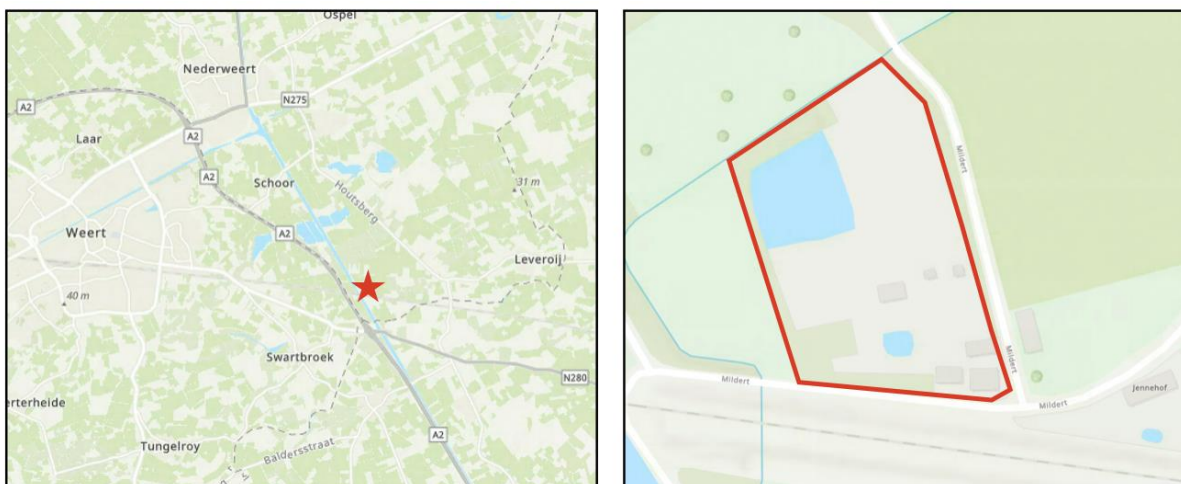 Ospel
Nederweert
A2
N275
Laar
A2
A2
Schoor
Houtsberg
31 m
Weert
A2
Leveroij
40 m
Swartbroek
N280
erterheide
A2
Tungelroy
Baldersstraat
Mildert
Mildert
Mildert
Mildert
Jennehof